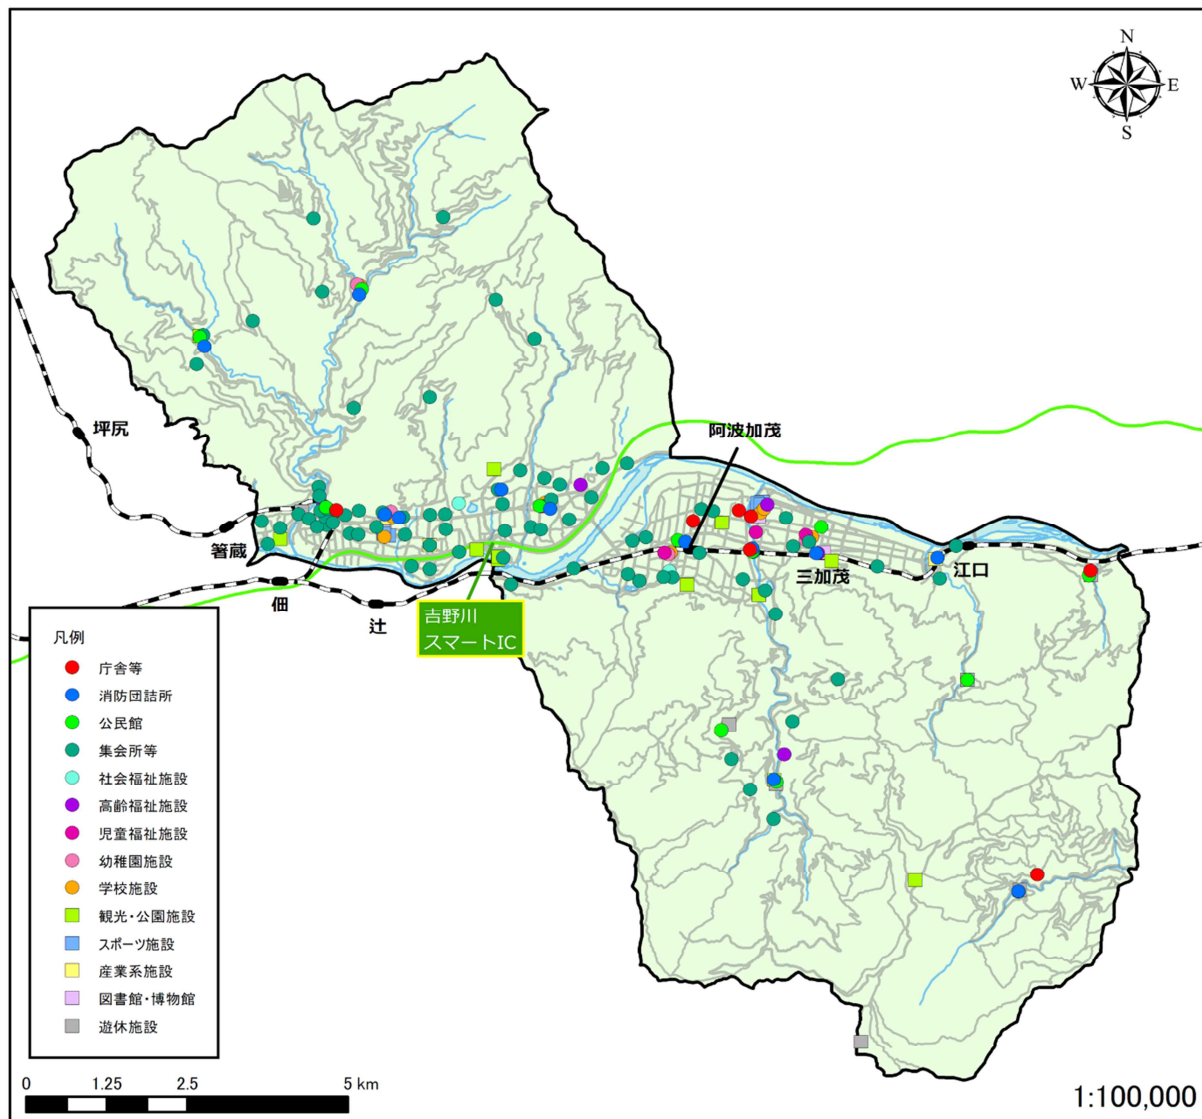 N
W
E
S
坪尻
阿波加茂
箸蔵
三加茂
江口
佃
辻
吉野川
スマートIC
凡例
庁舎等
消防団詰所
公民館
集会所等
社会福祉施設
高齢福祉施設
児童福祉施設
幼稚園施設
学校施設
観光・公園施設
スポーツ施設
産業系施設
図書館・博物館
遊休施設
0 1.25 2.5 5 km
1:100,000